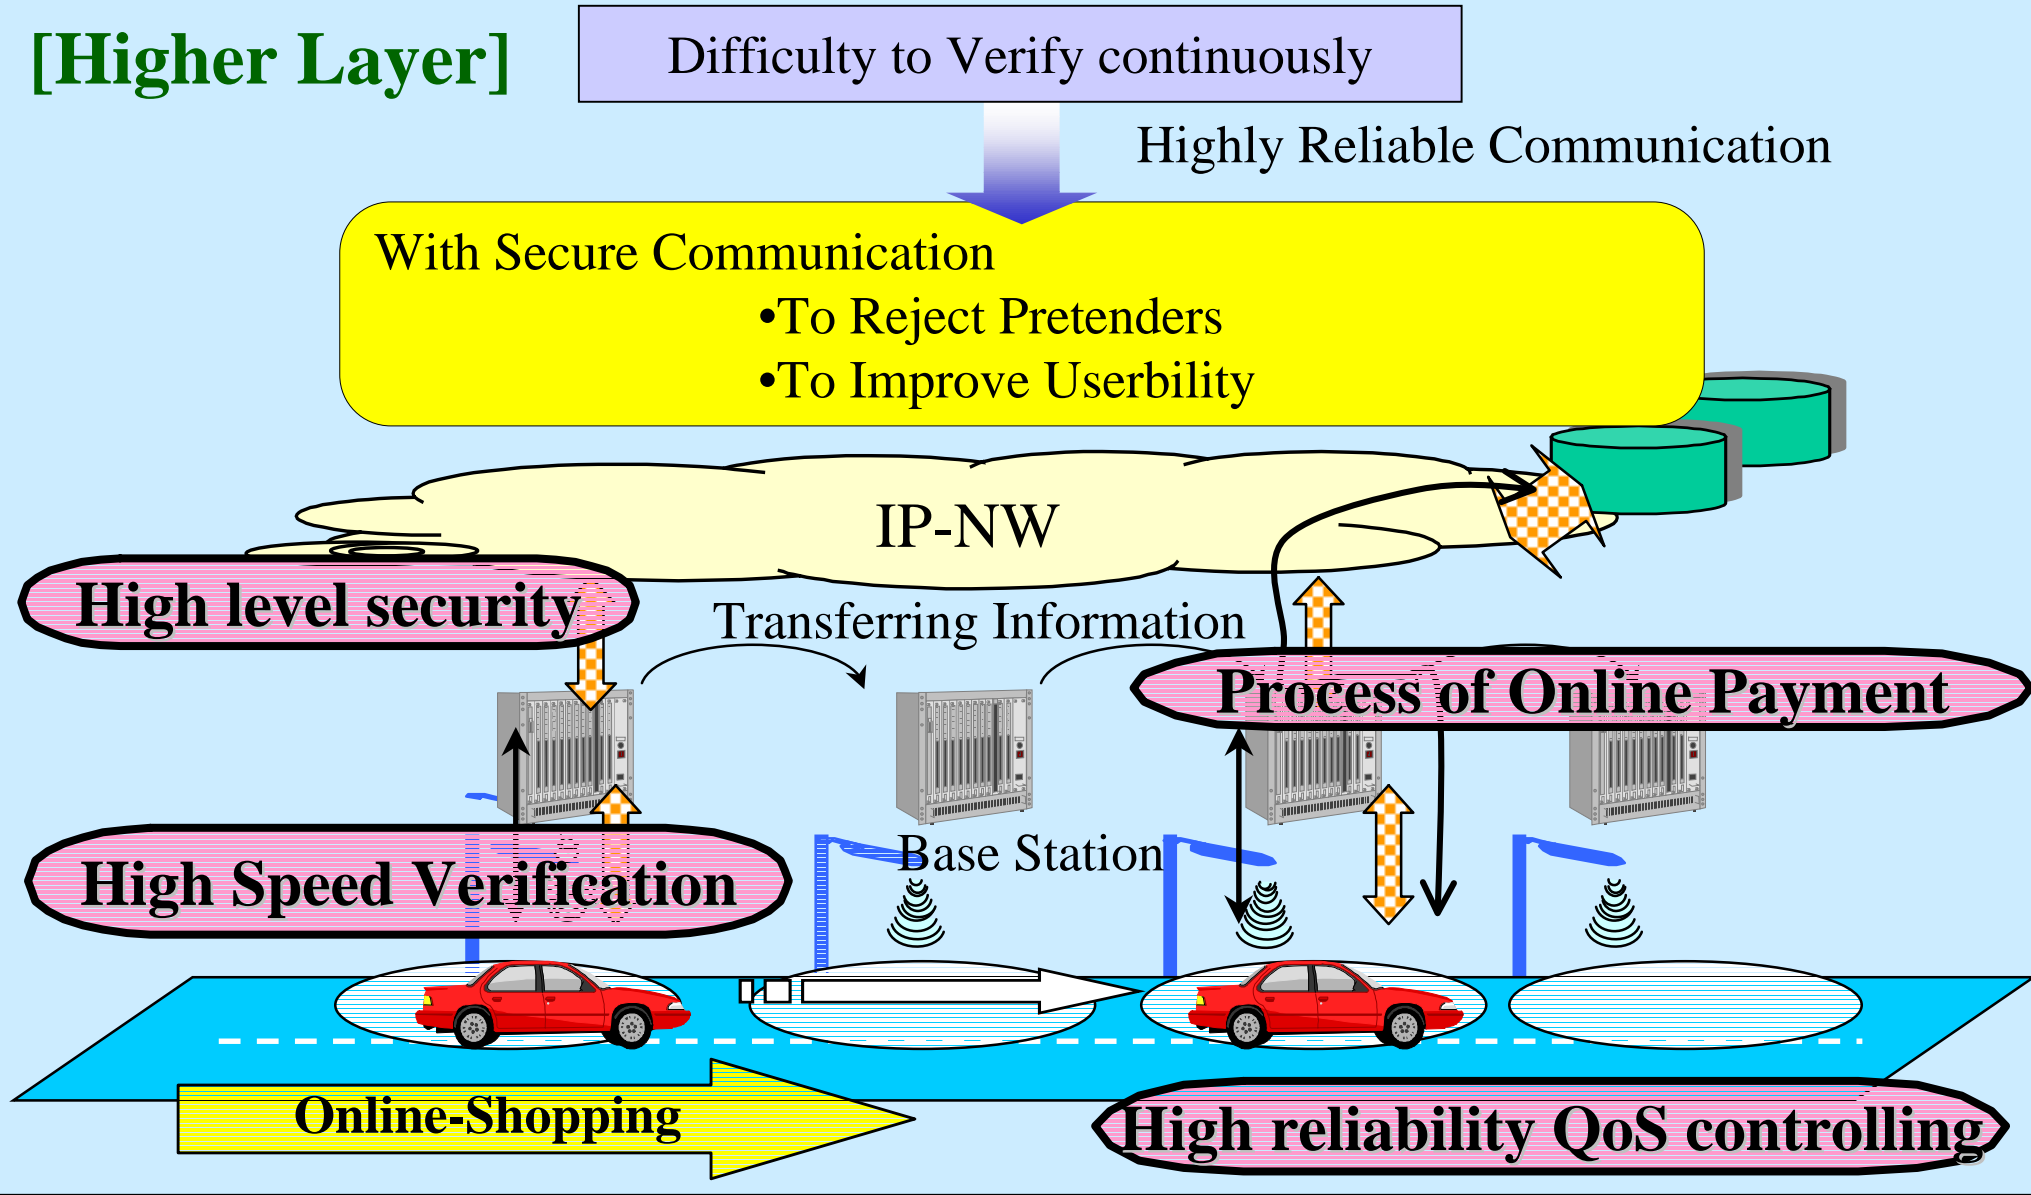 [Higher Layer]
Difficulty to Verify continuously
Highly Reliable Communication
With Secure Communication
•To Reject Pretenders
•To Improve Userbility
IP-NW
High level security
Transferring Information
Process of Online Payment
Base Station
High Speed Verification
Online-Shopping
High reliability QoS controlling